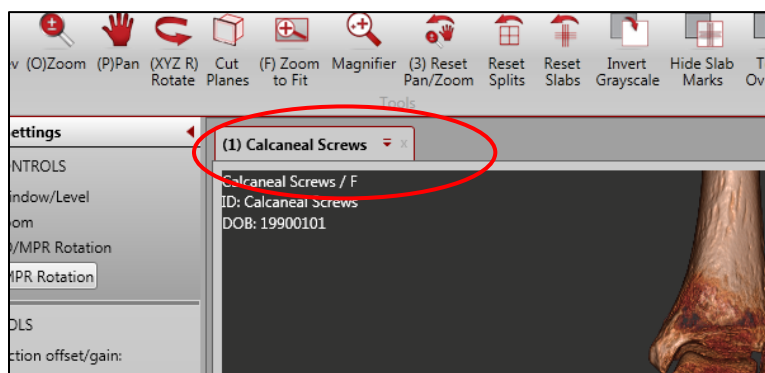 (O)Zoom (P)Pan (XYZ R) Cut (F) Zoom Magnifier (3) Reset Reset Reset Invert Hide Slab
Rotate Planes to Fit Pan/Zoom Splits Slabs Grayscale Marks
Tools
ettings
(1) Calcaneal Screws x
NTROLS
Calcaneal Screws / F
indow/Level
ID: Calcaneal Screws
oom
DOB: 19900101
/MPR Rotation
MPR Rotation
OLS
ction offset/gain: